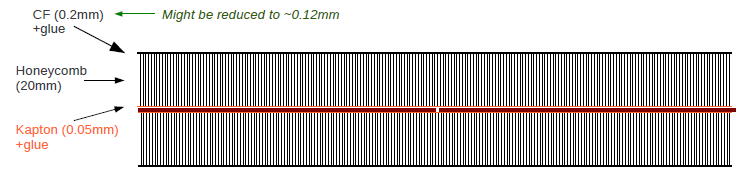 CF (0.2mm)
+glue
Might be reduced to ~0.12mm
Honeycomb
(20mm)
Kapton (0.05mm)
+glue